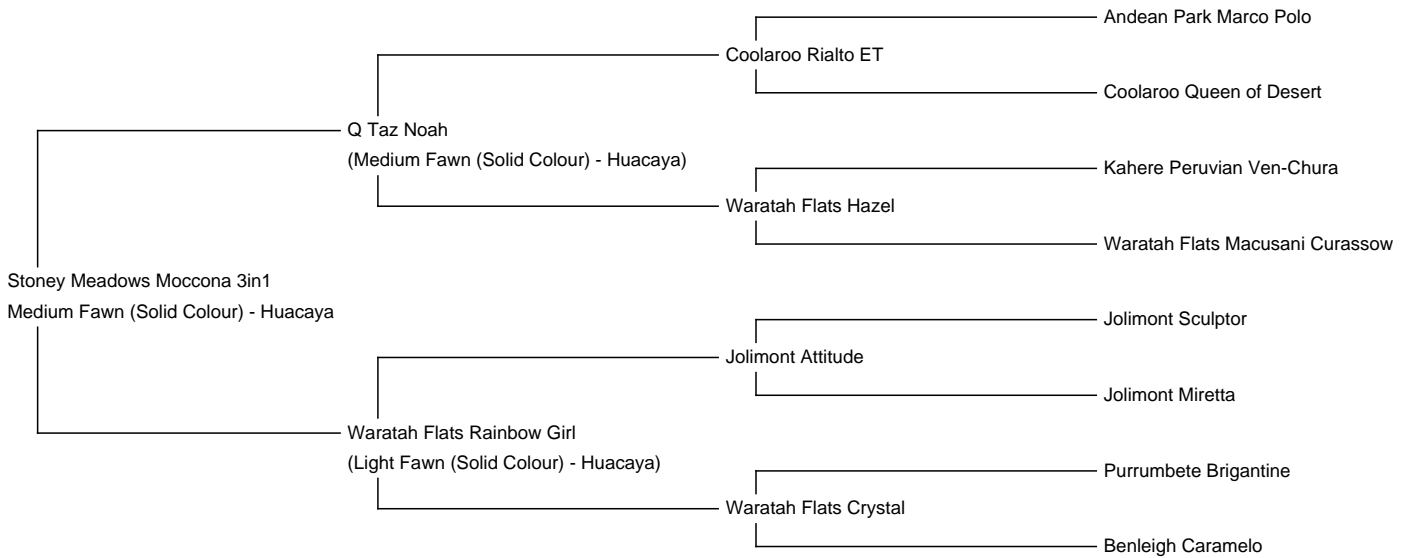 Andean Park Marco Polo
Coolaroo Rialto ET
Coolaroo Queen of Desert
Q Taz Noah
(Medium Fawn (Solid Colour) - Huacaya)
Kahere Peruvian Ven-Chura
Waratah Flats Hazel
Waratah Flats Macusani Curassow
Stoney Meadows Moccona 3in1
Medium Fawn (Solid Colour) - Huacaya
Jolimont Sculptor
Jolimont Attitude
Jolimont Miretta
Waratah Flats Rainbow Girl
(Light Fawn (Solid Colour) - Huacaya)
Purrumbete Brigantine
Waratah Flats Crystal
Benleigh Caramelo